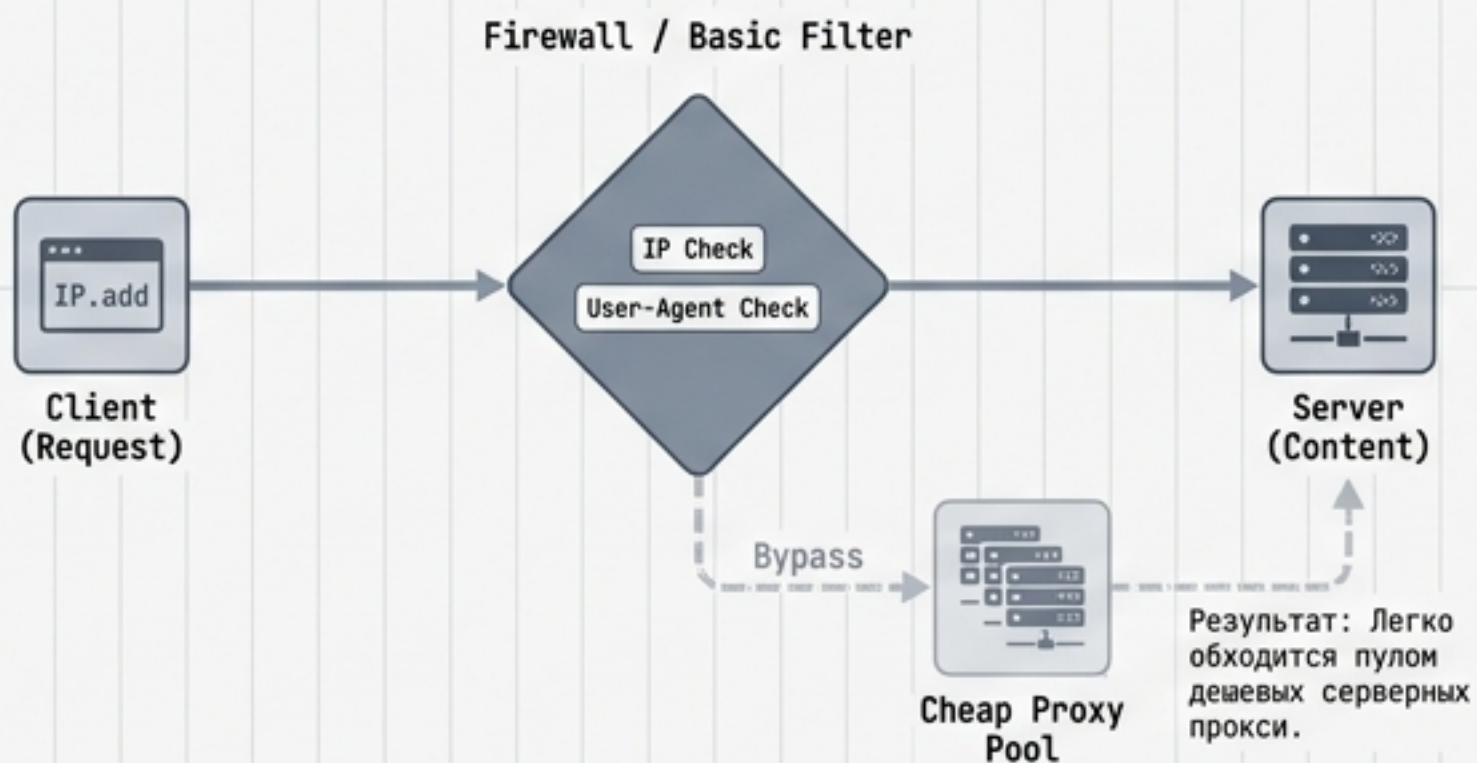 Firewall / Basic Filter
IP Check
User-Agent Check
IP.add
Client
(Request)
Server
(Content)
Bypass
Cheap Proxy
Pool
Результат: Легко
обходится пулом
дешевых серверных
прокси.